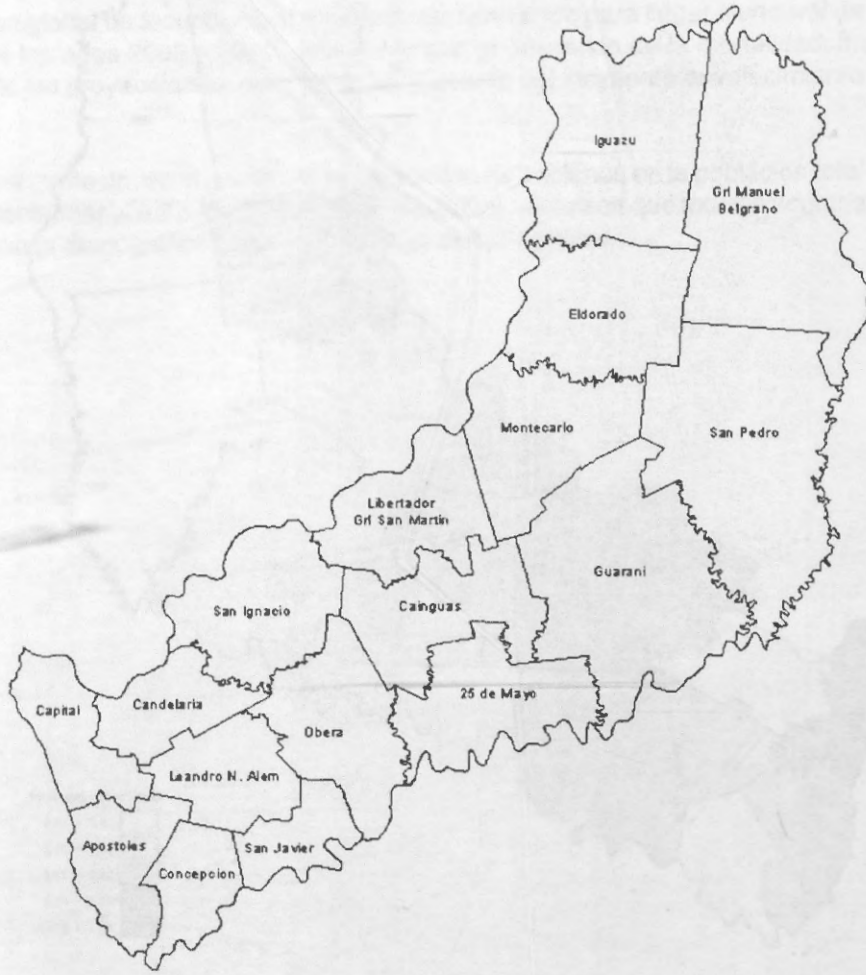 Iguazu
Grl Manuel
Belgrano
Eldorado
Montecarlo
San Pedro
Libertador
Grl San Martin
Guarani
San Ignacio
Cainguas
Capital
Candelaria
25 de Mayo
Obera
Leandro N. Alem
Apostoles
San Javier
Concepcion